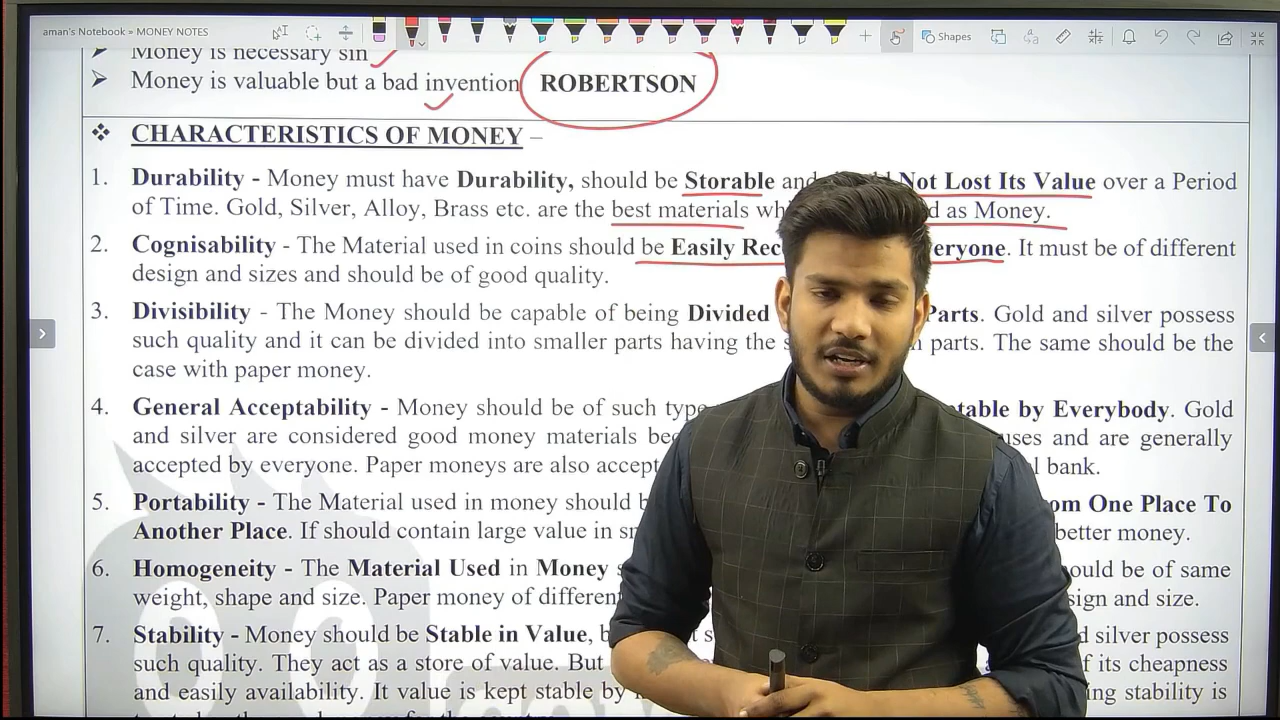 aman's Notebook » MONEY NOTES
Shapes
➤ Money is necessary sin
➤ Money is valuable but a bad invention ROBERTSON
❖ CHARACTERISTICS OF MONEY –
1. Durability - Money must have Durability, should be Storable and Not Lost Its Value over a Period
of Time. Gold, Silver, Alloy, Brass etc. are the best materials as Money.
2. Cognisability - The Material used in coins should be Easily . It must be of different
design and sizes and should be of good quality.
3. Divisibility - The Money should be capable of being Divided Parts. Gold and silver possess
such quality and it can be divided into smaller parts having the parts. The same should be the
case with paper money.
4. General Acceptability - Money should be of such type by Everybody. Gold
and silver are considered good money materials uses and are generally
accepted by everyone. Paper moneys are also bank.
5. Portability - The Material used in money should One Place To
Another Place. If should contain large value in better money.
6. Homogeneity - The Material Used in Money be of same
weight, shape and size. Paper money of and size.
7. Stability - Money should be Stable in Value, silver possess
such quality. They act as a store of value. But of its cheapness
and easily availability. It value is kept stable by stability is